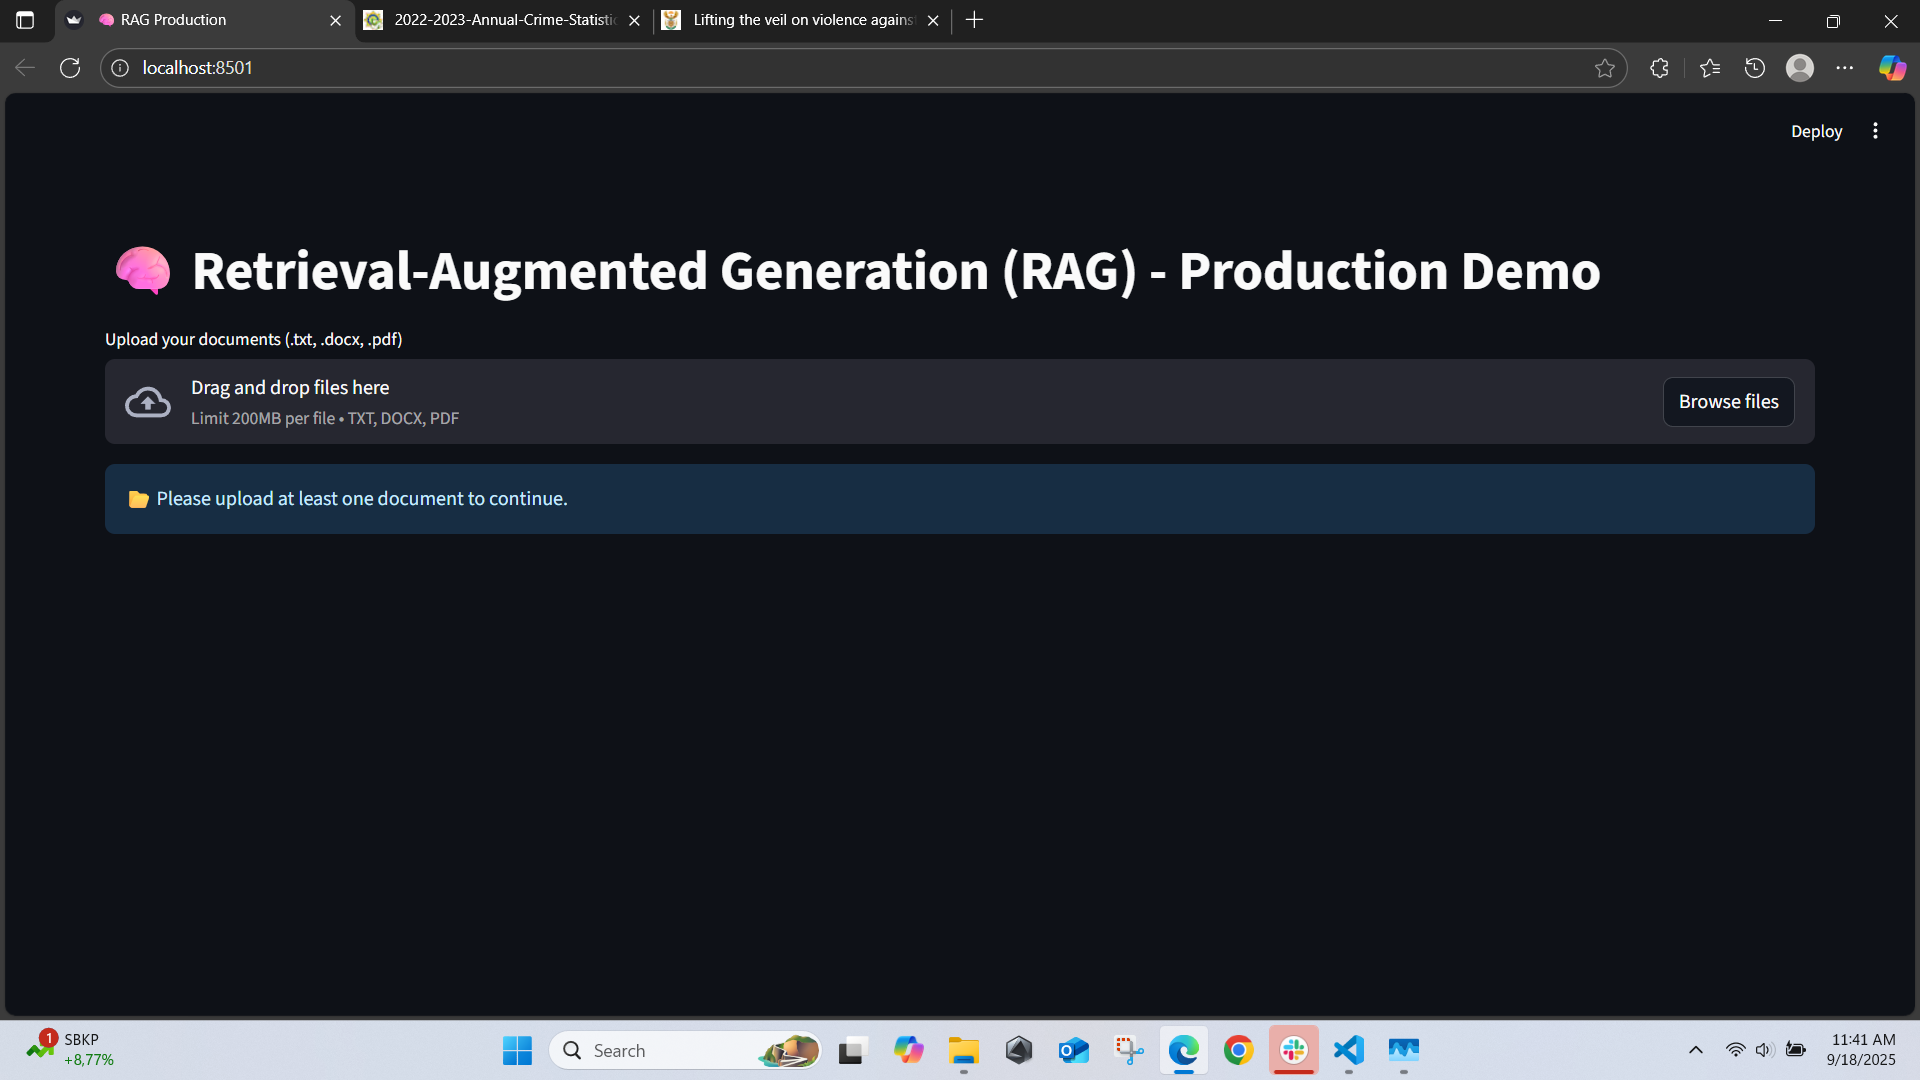 RAG Production
2022-2023-Annual-Crime-Statisti
Lifting the veil on violence agains
localhost:8501
Deploy
Retrieval-Augmented Generation (RAG) - Production Demo
Upload your documents (.txt, .docx, .pdf)
Drag and drop files here
Limit 200MB per file • TXT, DOCX, PDF
Browse files
Please upload at least one document to continue.
1
SBKP
+8,77%
Search
11:41 AM
9/18/2025